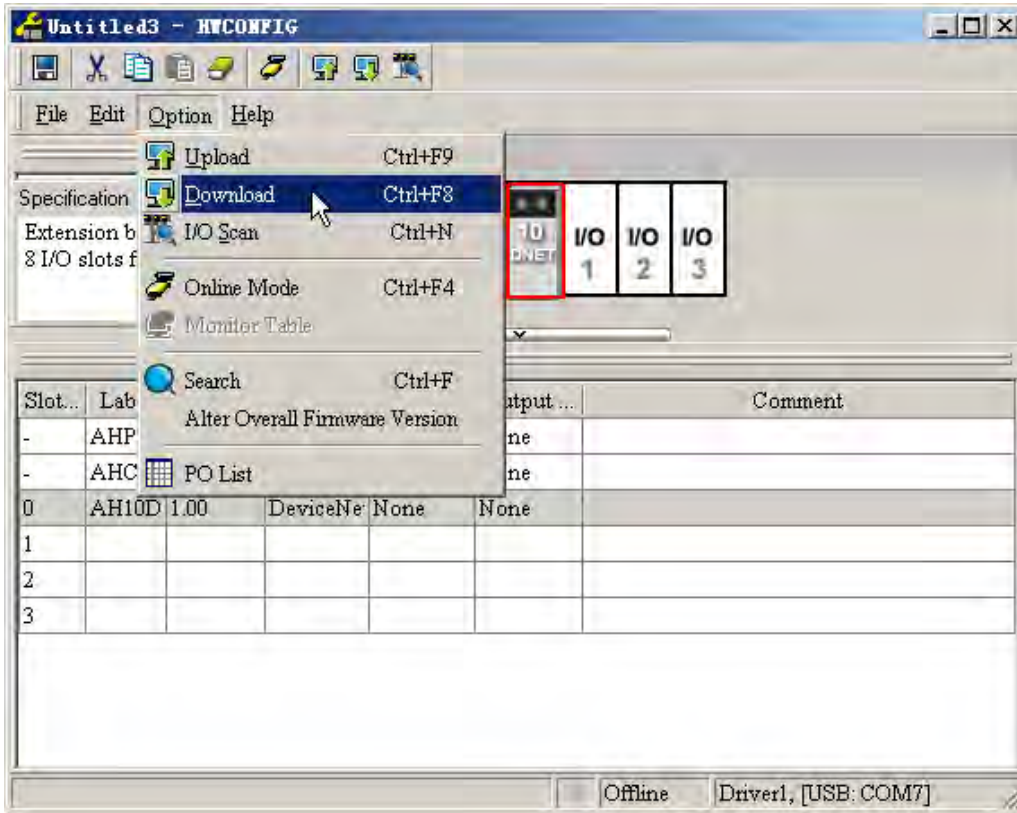 Untitled3 - HWCONFIG
File Edit Option Help
Upload Ctrl+F9
Specification Download Ctrl+F8
Extension b I/O Scan Ctrl+N
8 I/O slots f
10 DNET
I/O 1 I/O 2 I/O 3
Online Mode Ctrl+F4
Monitor Table
Search Ctrl+F
Alter Overall Firmware Version
PO List
Slot... Lab utput ... Comment
- AHP ne
- AHC ne
0 AH10D 1.00 DeviceNe None None
1
2
3
Offline Driver1, [USB: COM7]